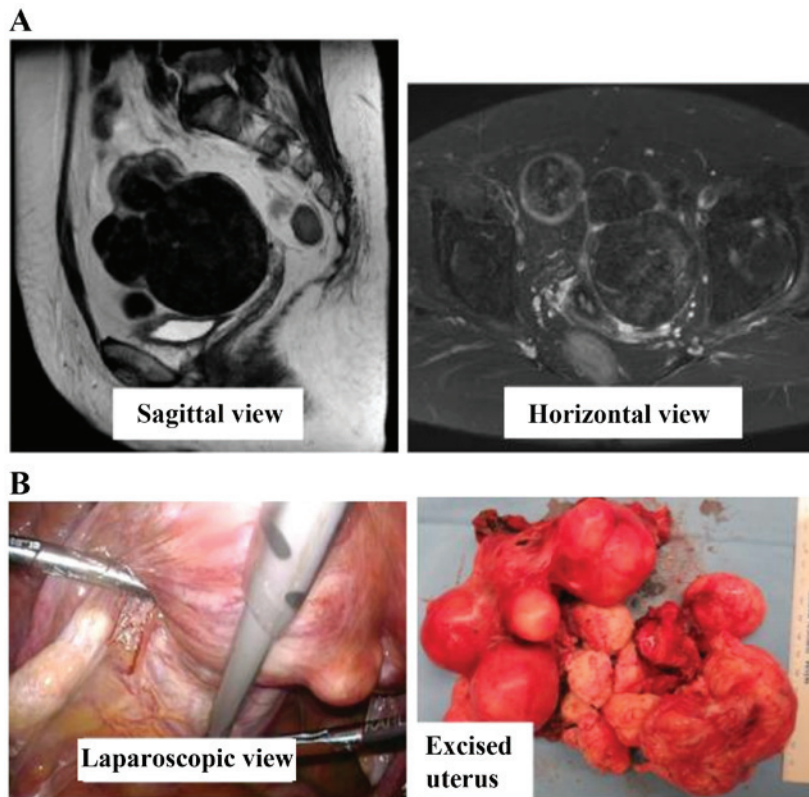 A
Sagittal view
Horizontal view
B
Laparoscopic view
Excised
uterus